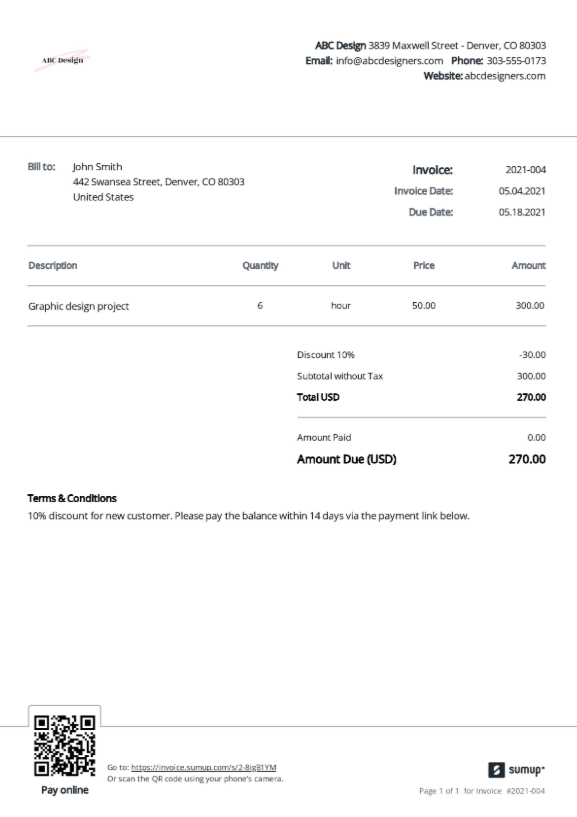 ABC Design
ABC Design 3839 Maxwell Street - Denver, CO 80303
Email: info@abcdesigners.com Phone: 303-555-0173
Website: abcdesigners.com
Bill to: John Smith
442 Swansea Street, Denver, CO 80303
United States
Invoice: 2021-004
Invoice Date: 05.04.2021
Due Date: 05.18.2021
Description Quantity Unit Price Amount
Graphic design project 6 hour 50.00 300.00
Discount 10% -30.00
Subtotal without Tax 300.00
Total USD 270.00
Amount Paid 0.00
Amount Due (USD) 270.00
Terms & Conditions
10% discount for new customer. Please pay the balance within 14 days via the payment link below.
Go to: https://invoice.sumup.com/s/2-8igB1YM
Or scan the QR code using your phone's camera.
Pay online
sumup
Page 1 of 1 for Invoice #2021-004